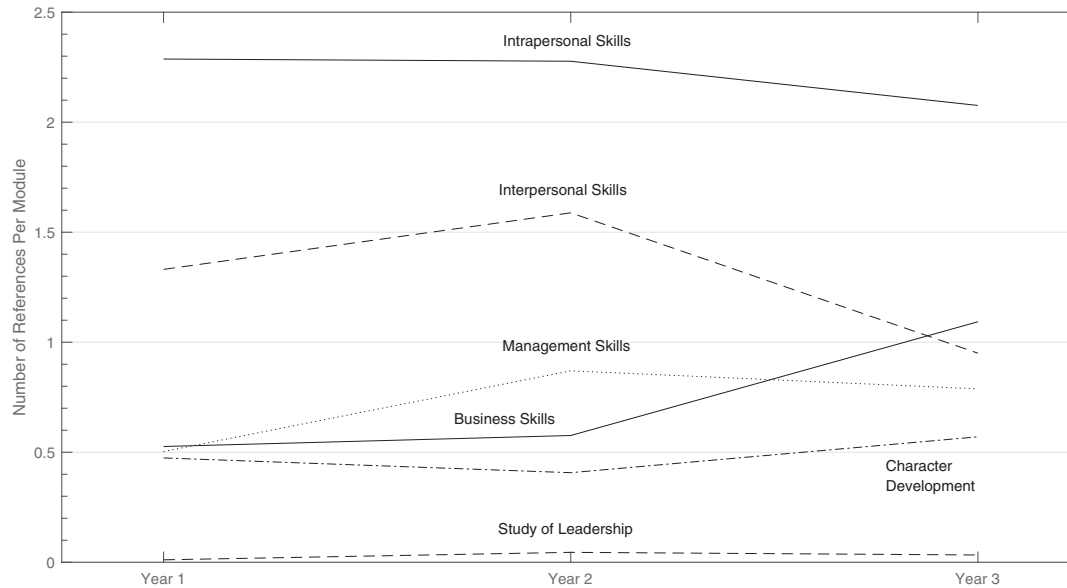 2.5
Intrapersonal Skills
2
Interpersonal Skills
1.5
Number of References Per Module
Management Skills
1
Business Skills
0.5
Character
Development
Study of Leadership
0
Year 1
Year 2
Year 3